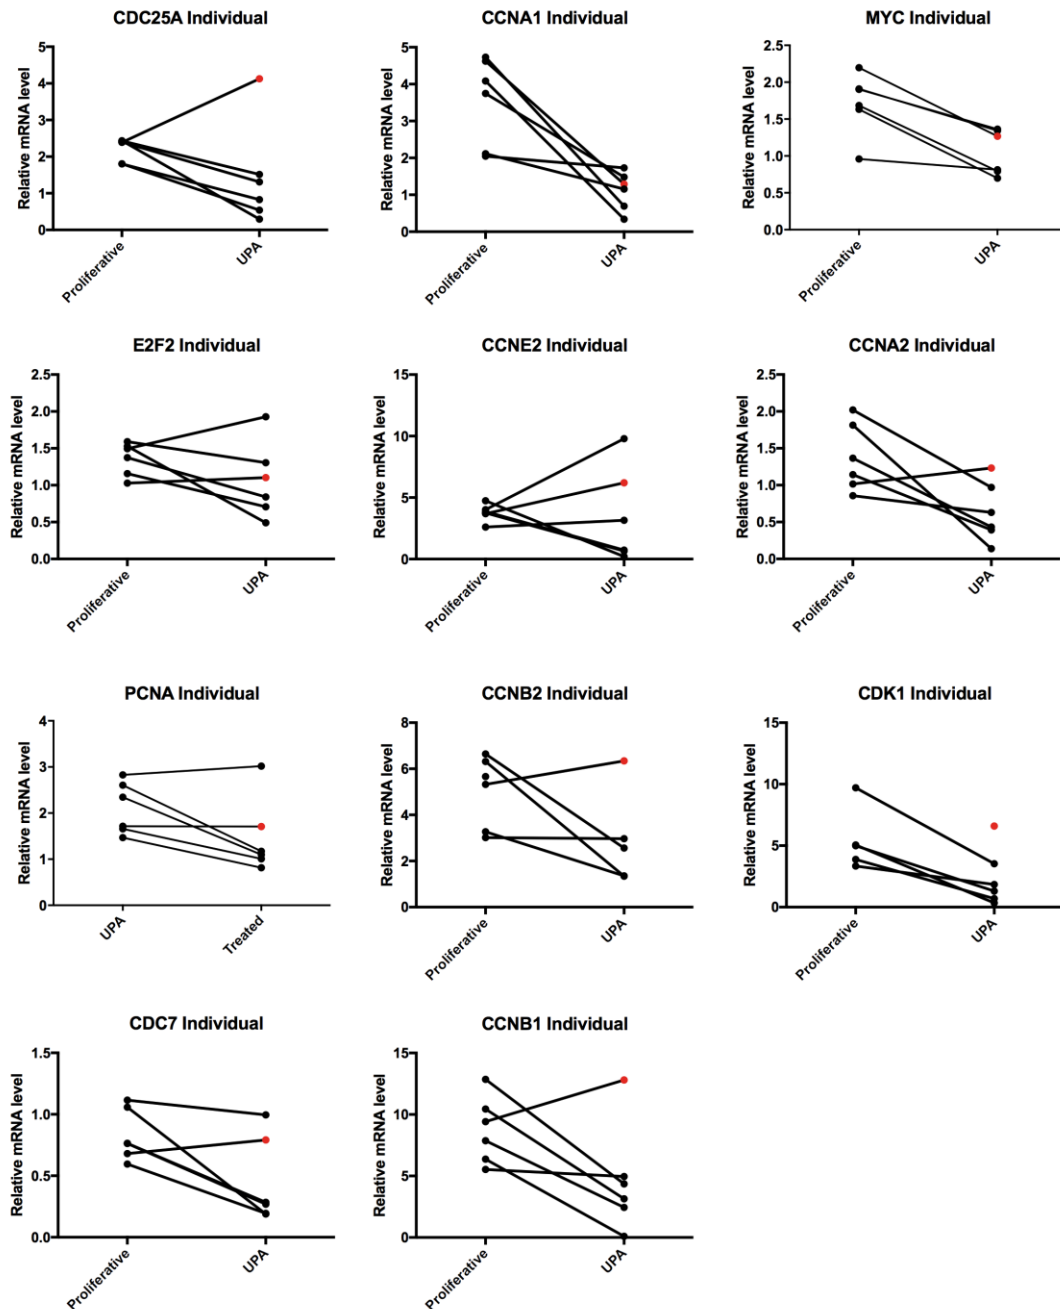 CDC25A Individual
Relative mRNA level
5
4
3
2
1
0
Proliferative
UPA
CCNA1 Individual
Relative mRNA level
5
4
3
2
1
0
Proliferative
UPA
MYC Individual
Relative mRNA level
2.5
2.0
1.5
1.0
0.5
0.0
Proliferative
UPA
E2F2 Individual
Relative mRNA level
2.5
2.0
1.5
1.0
0.5
0.0
Proliferative
UPA
CCNE2 Individual
Relative mRNA level
15
10
5
0
Proliferative
UPA
CCNA2 Individual
Relative mRNA level
2.5
2.0
1.5
1.0
0.5
0.0
Proliferative
UPA
PCNA Individual
Relative mRNA level
4
3
2
1
0
UPA
Treated
CCNB2 Individual
Relative mRNA level
8
6
4
2
0
Proliferative
UPA
CDK1 Individual
Relative mRNA level
15
10
5
0
Proliferative
UPA
CDC7 Individual
Relative mRNA level
1.5
1.0
0.5
0.0
Proliferative
UPA
CCNB1 Individual
Relative mRNA level
15
10
5
0
Proliferative
UPA